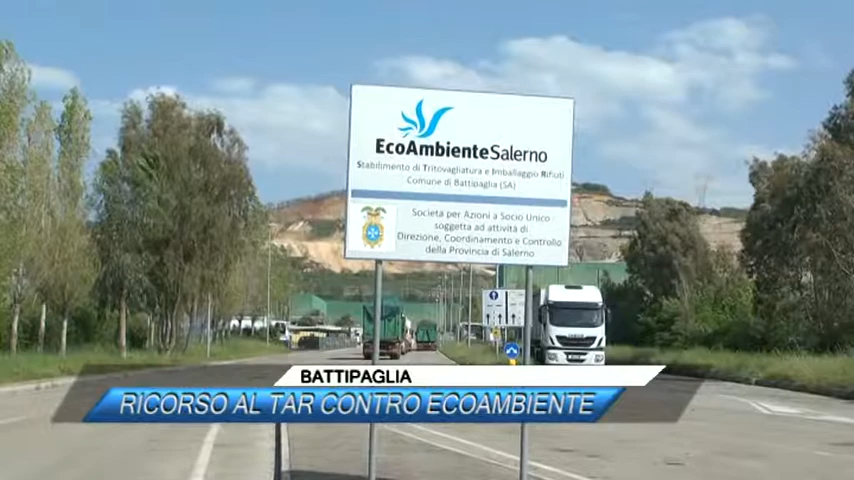 EcoAmbienteSalerno
Stabilimento di Tritovagliatura e Imballaggio Rifiuti
Comune di Battipaglia (SA)
Societa per Azioni a Socio Unico
soggetta ad attività di
Direzione, Coordinamento e Controllo
della Provincia di Salerno
BATTIPAGLIA
RICORSO AL TAR CONTRO ECOAMBIENTE